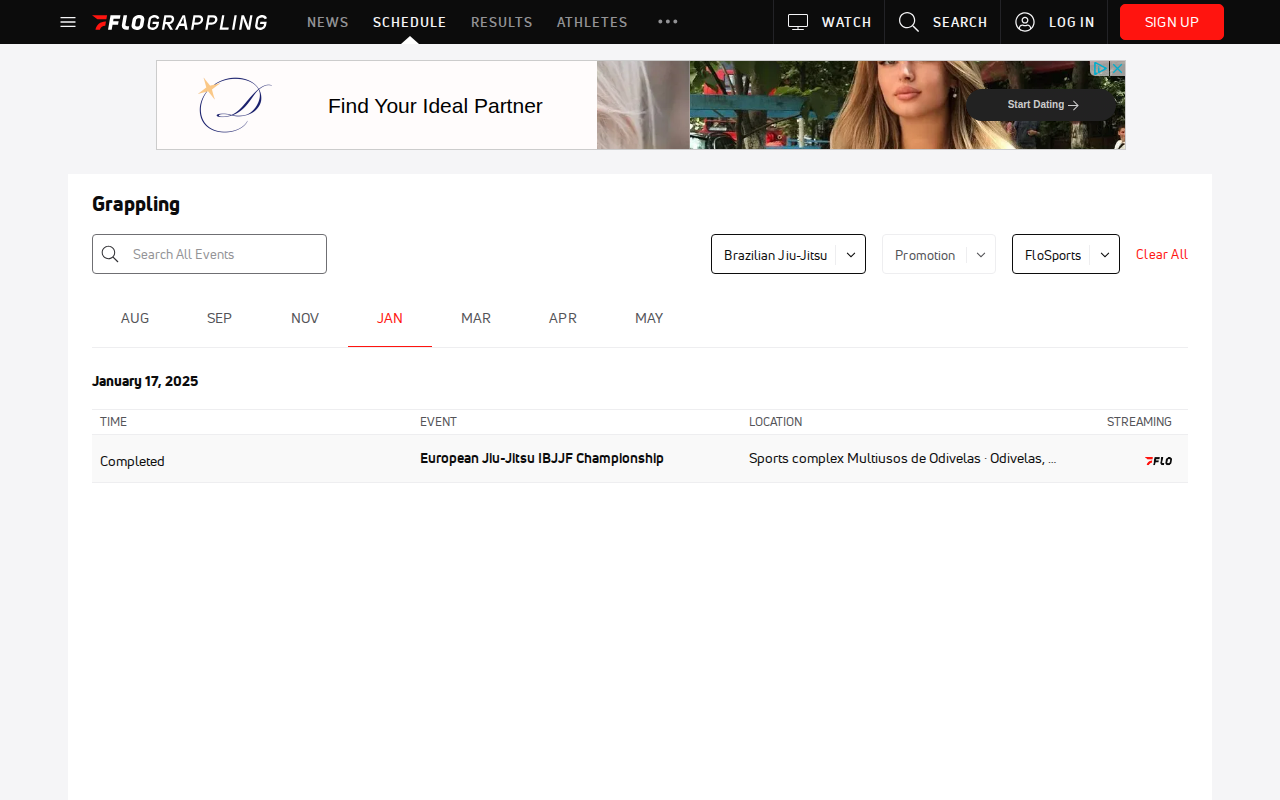 FLOGRAPPLING NEWS SCHEDULE RESULTS ATHLETES WATCH SEARCH LOG IN SIGN UP
D Find Your Ideal Partner Start Dating
Grappling
Search All Events Brazilian Jiu-Jitsu Promotion FloSports Clear All
AUG SEP NOV JAN MAR APR MAY
January 17, 2025
TIME EVENT LOCATION STREAMING
Completed European Jiu-Jitsu IBJJF Championship Sports complex Multiusos de Odivelas · Odivelas, ... FLO